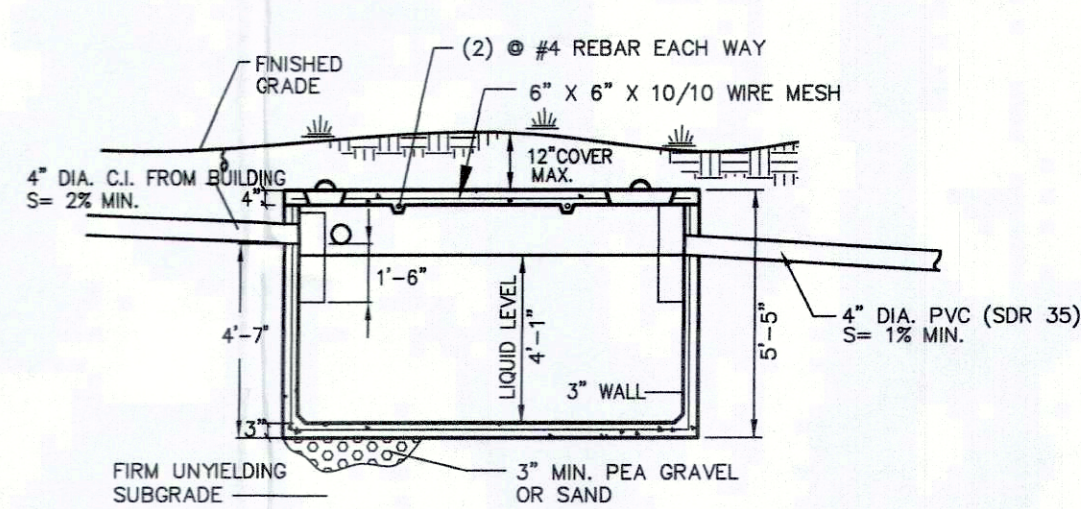 (2) @ #4 REBAR EACH WAY
FINISHED
GRADE
6" X 6" X 10/10 WIRE MESH
12"COVER
MAX.
4" DIA. C.I. FROM BUILDING
S= 2% MIN.
4"
1'-6"
4'-7"
LIQUID LEVEL
4'-1"
5'-5"
4" DIA. PVC (SDR 35)
S= 1% MIN.
3" WALL
3"
FIRM UNYIELDING
SUBGRADE
3" MIN. PEA GRAVEL
OR SAND